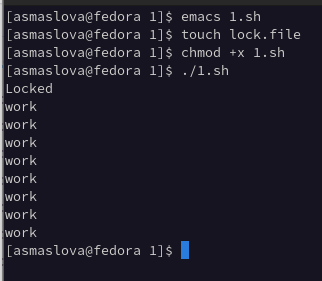 [asmaslova@fedora 1]$ emacs 1.sh
[asmaslova@fedora 1]$ touch lock.file
[asmaslova@fedora 1]$ chmod +x 1.sh
[asmaslova@fedora 1]$ ./1.sh
Locked
work
work
work
work
work
work
work
work
[asmaslova@fedora 1]$